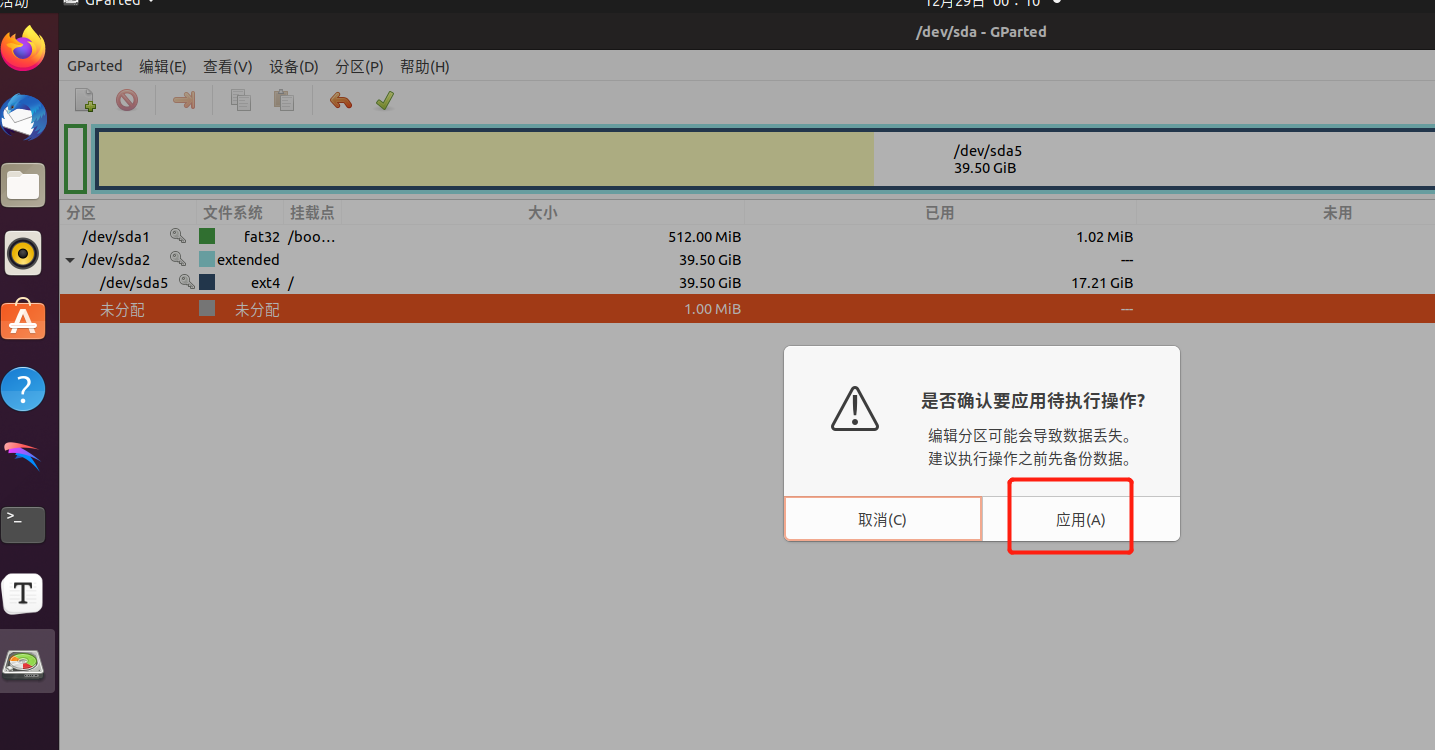 活动
GParted
12月29日 00：10
/dev/sda - GParted
GParted 编辑(E) 查看(V) 设备(D) 分区(P) 帮助(H)
/dev/sda5
39.50 GiB
分区 文件系统 挂载点 大小 已用 未用
/dev/sda1 fat32 /boo… 512.00 MiB 1.02 MiB
/dev/sda2 extended 39.50 GiB ---
/dev/sda5 ext4 / 39.50 GiB 17.21 GiB
未分配 未分配 1.00 MiB ---
是否确认要应用待执行操作?
编辑分区可能会导致数据丢失。
建议执行操作之前先备份数据。
取消(C) 应用(A)